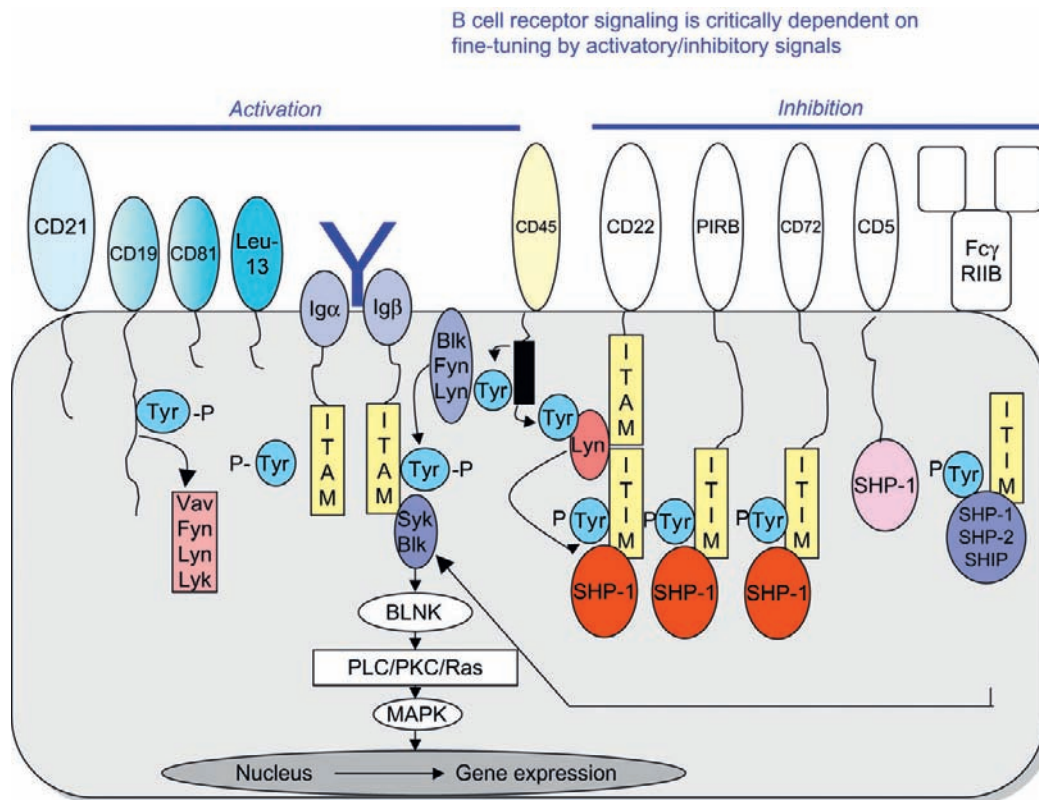 B cell receptor signaling is critically dependent on
fine-tuning by activatory/inhibitory signals
Activation
Inhibition
CD21
CD19
CD81
Leu-
13
Igα
Igβ
CD45
CD22
PIRB
CD72
CD5
Fcγ
RIIB
Blk
Fyn
Lyn
Tyr
Tyr
Lyn
Tyr
-P
P-
Tyr
I
T
A
M
I
T
A
M
Tyr
-P
I
T
A
M
Vav
Fyn
Lyn
Lyk
Syk
Blk
P
Tyr
I
T
I
M
SHP-1
P
Tyr
I
T
I
M
SHP-1
P
Tyr
I
T
I
M
SHP-1
SHP-1
P
Tyr
I
T
I
M
SHP-1
SHP-2
SHIP
BLNK
PLC/PKC/Ras
MAPK
Nucleus
Gene expression